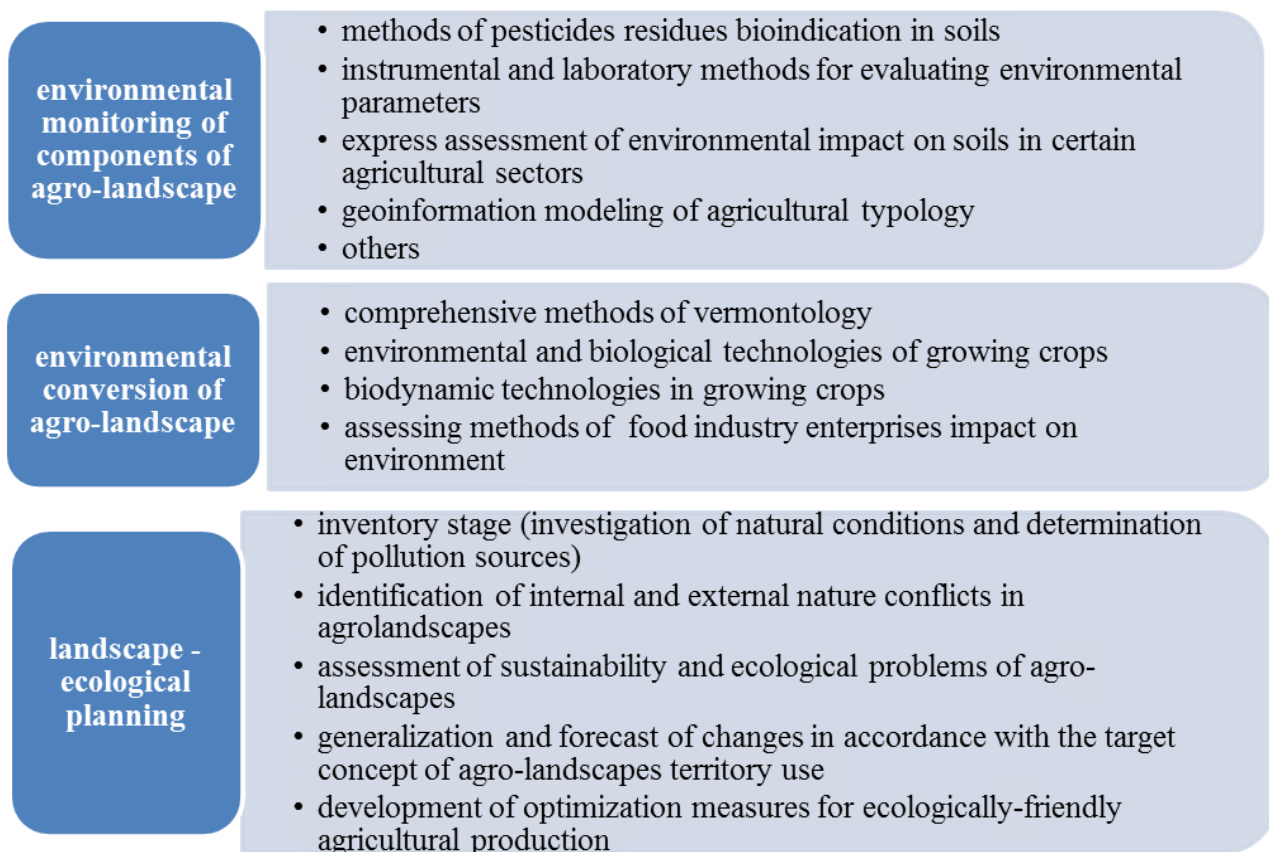 environmental
monitoring of
components of
agro-landscape
• methods of pesticides residues bioindication in soils
• instrumental and laboratory methods for evaluating environmental
parameters
• express assessment of environmental impact on soils in certain
agricultural sectors
• geoinformation modeling of agricultural typology
• others
environmental
conversion of
agro-landscape
• comprehensive methods of vermontology
• environmental and biological technologies of growing crops
• biodynamic technologies in growing crops
• assessing methods of food industry enterprises impact on
environment
landscape -
ecological
planning
• inventory stage (investigation of natural conditions and determination
of pollution sources)
• identification of internal and external nature conflicts in
agrolandscapes
• assessment of sustainability and ecological problems of agro-
landscapes
• generalization and forecast of changes in accordance with the target
concept of agro-landscapes territory use
• development of optimization measures for ecologically-friendly
agricultural production